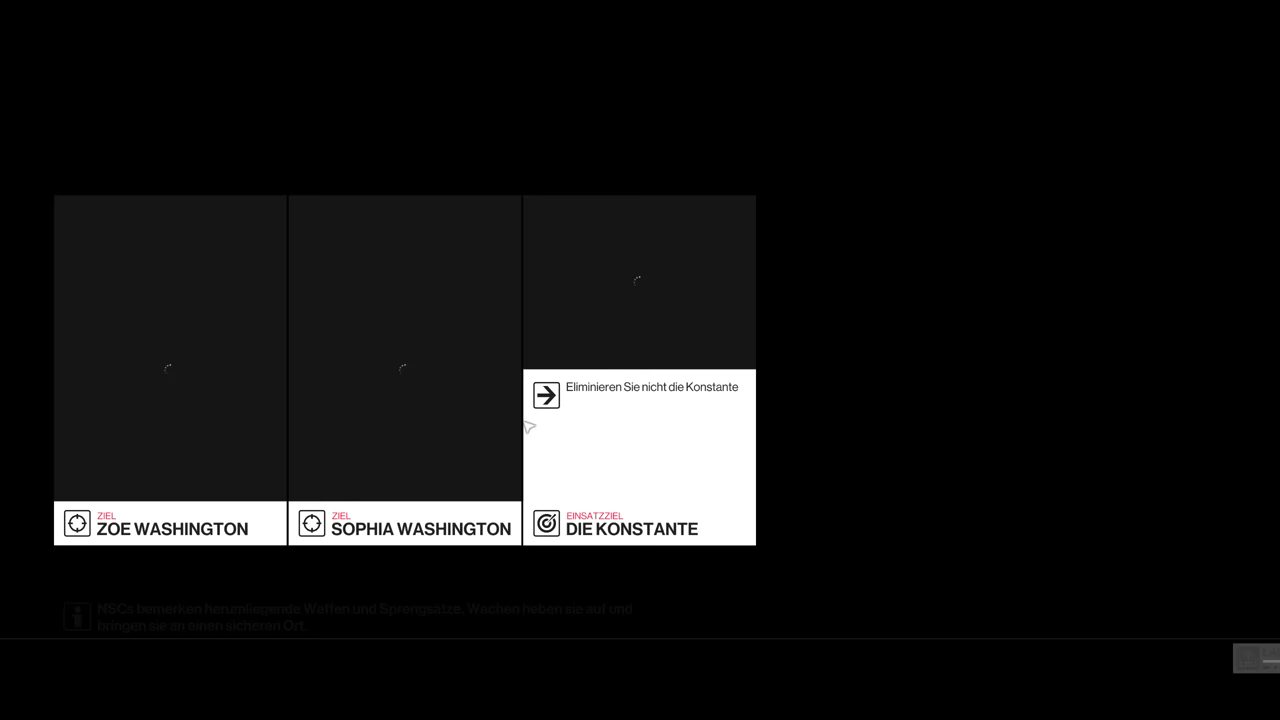 Eliminieren Sie nicht die Konstante
ZIEL
ZOE WASHINGTON
ZIEL
SOPHIA WASHINGTON
EINSATZZIEL
DIE KONSTANTE
NSCs bemerken herumliegende Waffen und Sprengsätze. Wachen heben sie auf und
bringen sie an einen sicheren Ort.